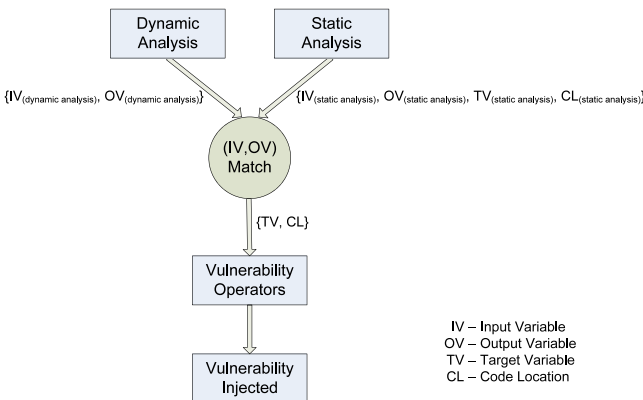 Dynamic
Analysis
Static
Analysis
{IV(dynamic analysis), OV(dynamic analysis)}
{IV(static analysis), OV(static analysis), TV(static analysis), CL(static analysis)}
(IV,OV)
Match
{TV, CL}
Vulnerability
Operators
Vulnerability
Injected
IV – Input Variable
OV – Output Variable
TV – Target Variable
CL – Code Location